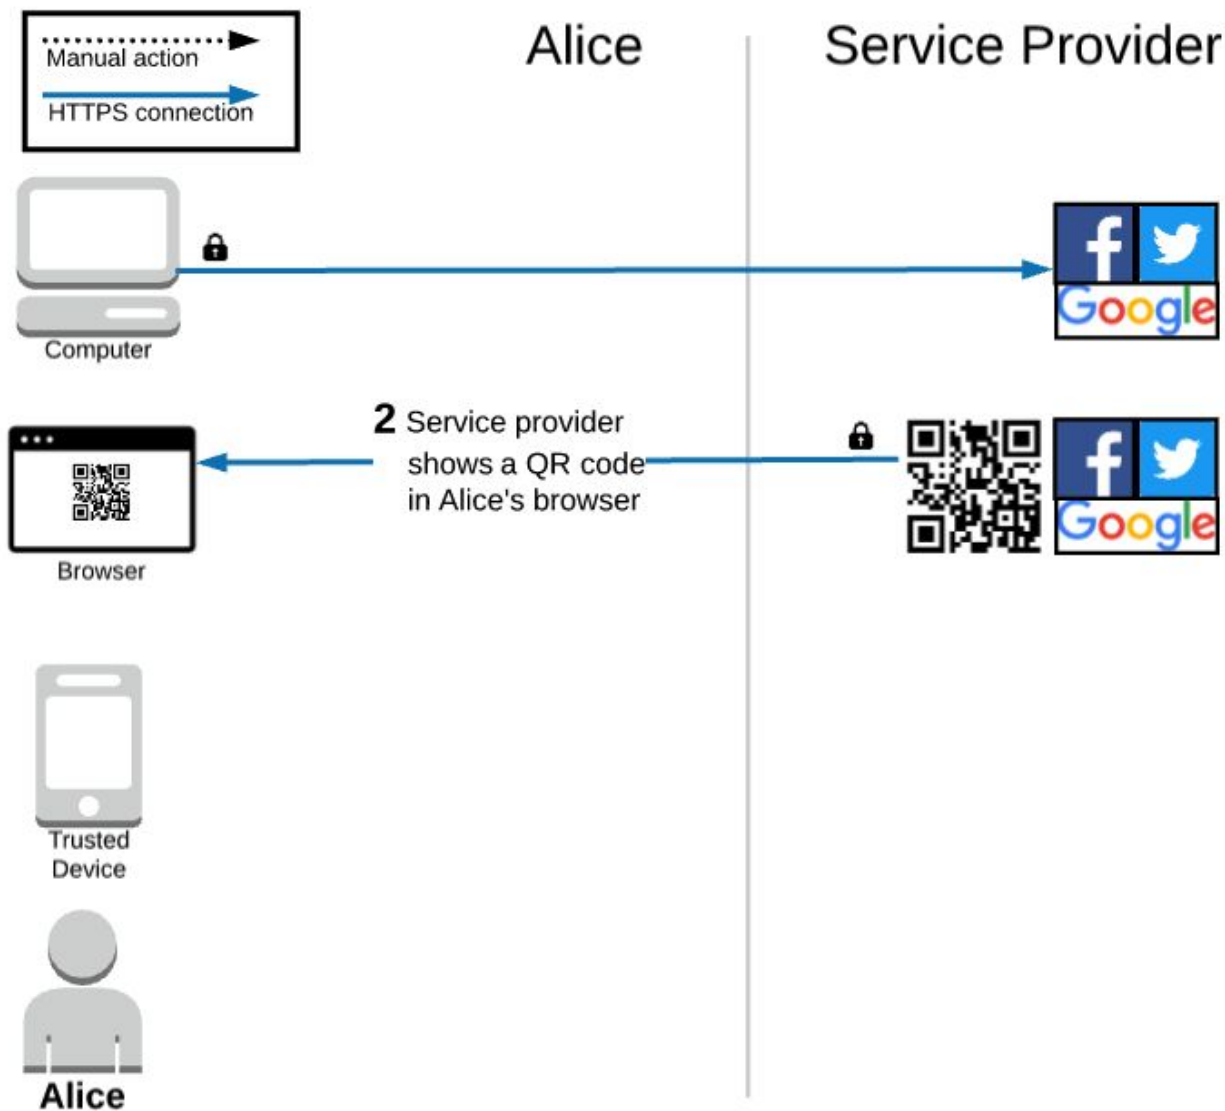 Manual action
HTTPS connection
Alice
Service Provider
Computer
f
Google
2 Service provider
shows a QR code
in Alice's browser
f
Google
Browser
Trusted
Device
Alice